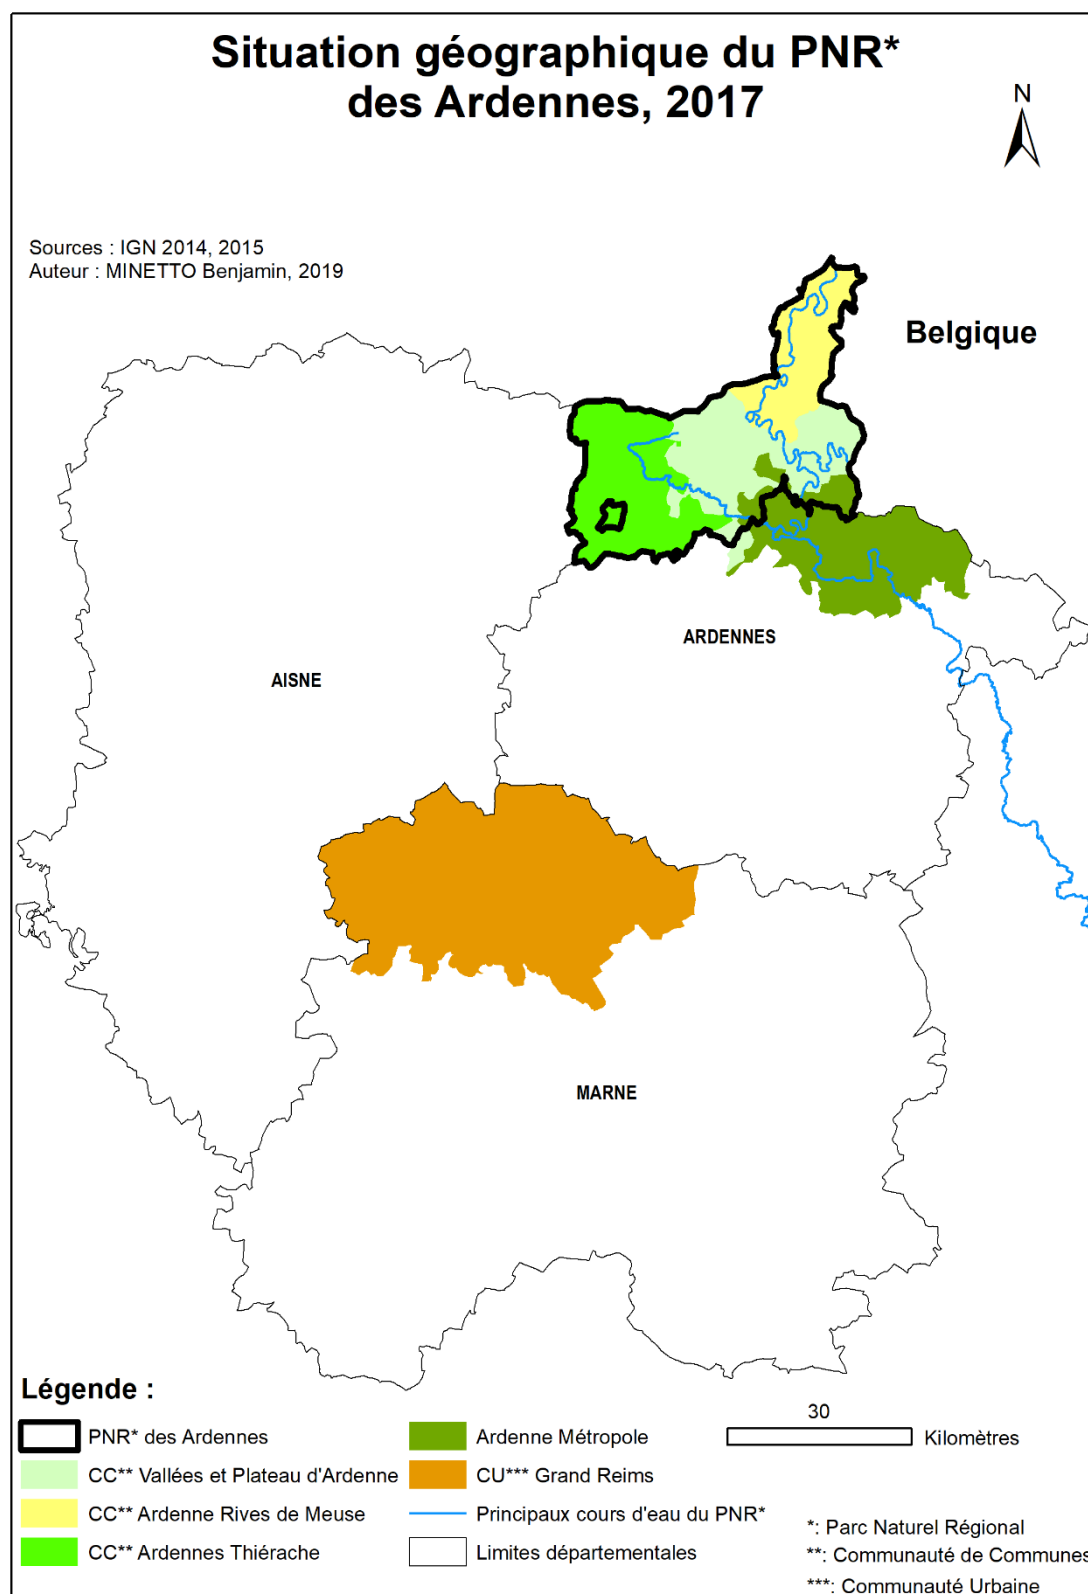 Situation géographique du PNR*
des Ardennes, 2017
N
Sources : IGN 2014, 2015
Auteur : MINETTO Benjamin, 2019
Belgique
ARDENNES
AISNE
MARNE
Légende :
PNR* des Ardennes
CC** Vallées et Plateau d'Ardenne
CC** Ardenne Rives de Meuse
CC** Ardennes Thiérache
Ardenne Métropole
CU*** Grand Reims
Principaux cours d'eau du PNR*
Limites départementales
30
Kilomètres
*: Parc Naturel Régional
**: Communauté de Communes
***: Communauté Urbaine